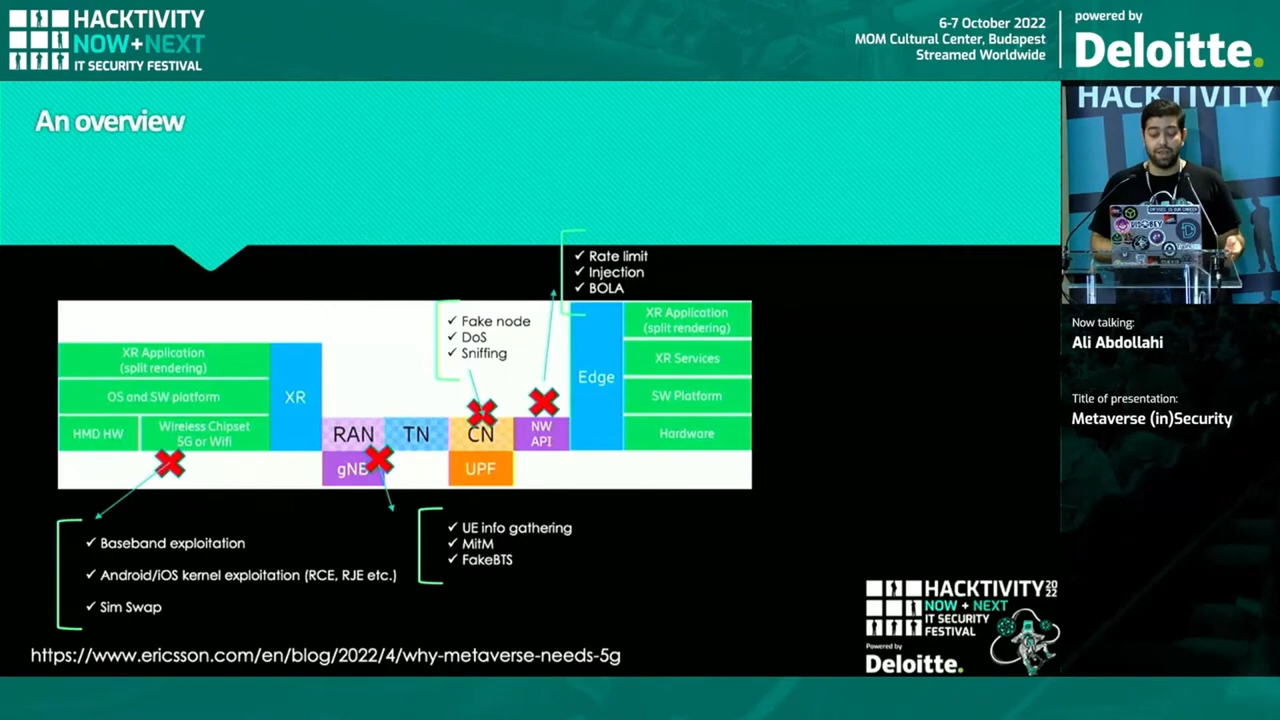 HACKTIVITY
NOW+NEXT
IT SECURITY FESTIVAL
6-7 October 2022
MOM Cultural Center, Budapest
Streamed Worldwide
powered by
Deloitte.
An overview
✓ Rate limit
✓ Injection
✓ BOLA
✓ Fake node
✓ DoS
✓ Sniffing
XR Application
(split rendering)
OS and SW platform
HMD HW
Wireless Chipset
5G or Wifi
XR
RAN
TN
CN
NW
API
gNB
UPF
Edge
XR Application
(split rendering)
XR Services
SW Platform
Hardware
✓ Baseband exploitation
✓ Android/iOS kernel exploitation (RCE, RJE etc.)
✓ Sim Swap
✓ UE info gathering
✓ MitM
✓ FakeBTS
https://www.ericsson.com/en/blog/2022/4/why-metaverse-needs-5g
HACKTIVITY 20
22
NOW + NEXT
IT SECURITY
FESTIVAL
Powered by
Deloitte.
HACKTIVITY
Now talking:
Ali Abdollahi
Title of presentation:
Metaverse (in)Security